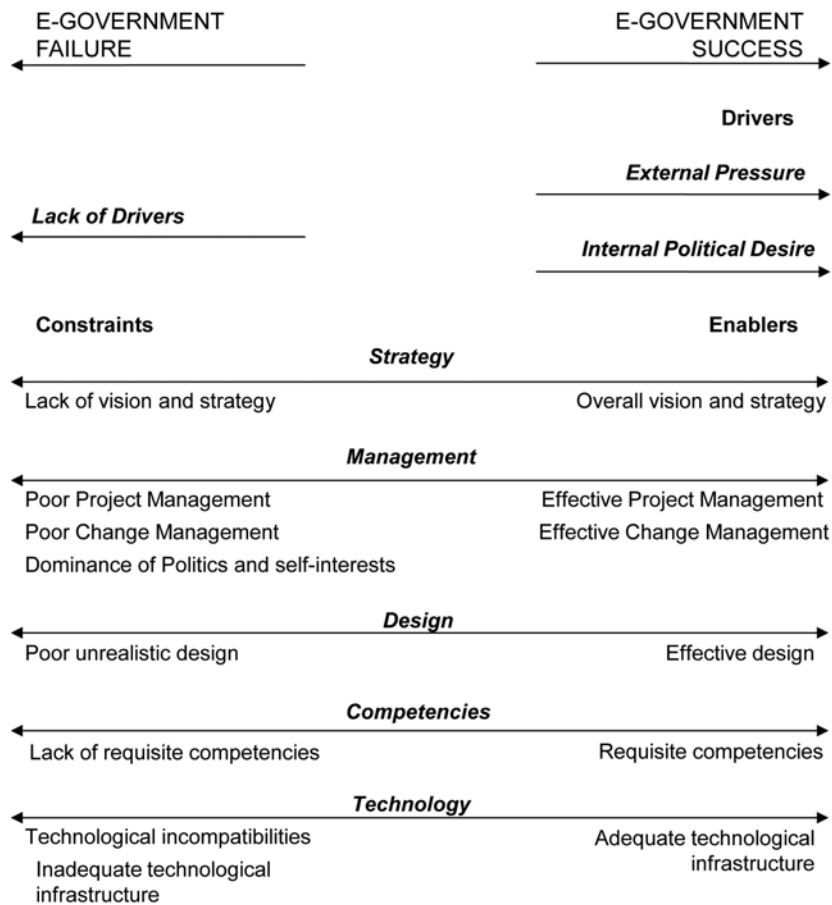 E-GOVERNMENT
FAILURE
E-GOVERNMENT
SUCCESS
Drivers
External Pressure
Lack of Drivers
Internal Political Desire
Constraints
Enablers
Strategy
Lack of vision and strategy
Overall vision and strategy
Management
Poor Project Management
Effective Project Management
Poor Change Management
Effective Change Management
Dominance of Politics and self-interests
Design
Poor unrealistic design
Effective design
Competencies
Lack of requisite competencies
Requisite competencies
Technology
Technological incompatibilities
Adequate technological
infrastructure
Inadequate technological
infrastructure